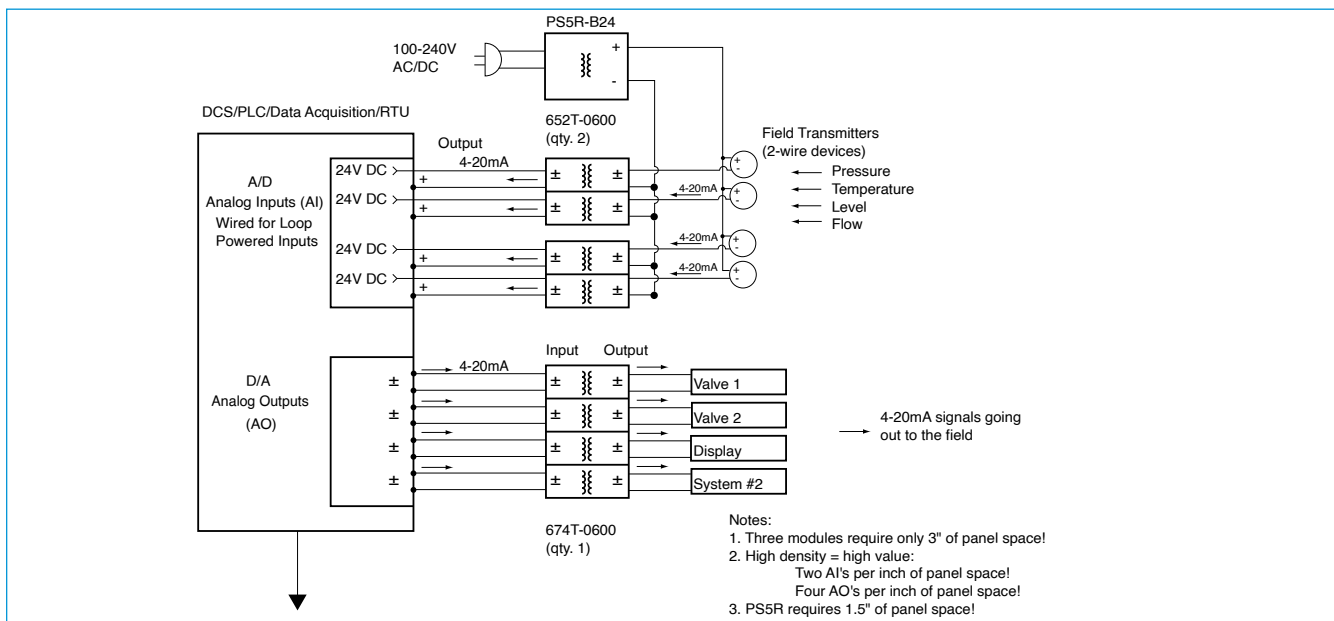 PS5R-B24
100-240V
AC/DC
+
-
DCS/PLC/Data Acquisition/RTU
652T-0600
(qty. 2)
Output
4-20mA
Field Transmitters
(2-wire devices)
Pressure
Temperature
Level
Flow
A/D
Analog Inputs (AI)
Wired for Loop
Powered Inputs
24V DC
24V DC
24V DC
24V DC
+
+
+
+
± ±
± ±
± ±
± ±
4-20mA
4-20mA
4-20mA
+
-
+
-
+
-
+
-
Input Output
4-20mA
D/A
Analog Outputs
(AO)
±
±
±
±
± ±
± ±
± ±
± ±
Valve 1
Valve 2
Display
System #2
4-20mA signals going
out to the field
674T-0600
(qty. 1)
Notes:
1. Three modules require only 3" of panel space!
2. High density = high value:
Two AI's per inch of panel space!
Four AO's per inch of panel space!
3. PS5R requires 1.5" of panel space!